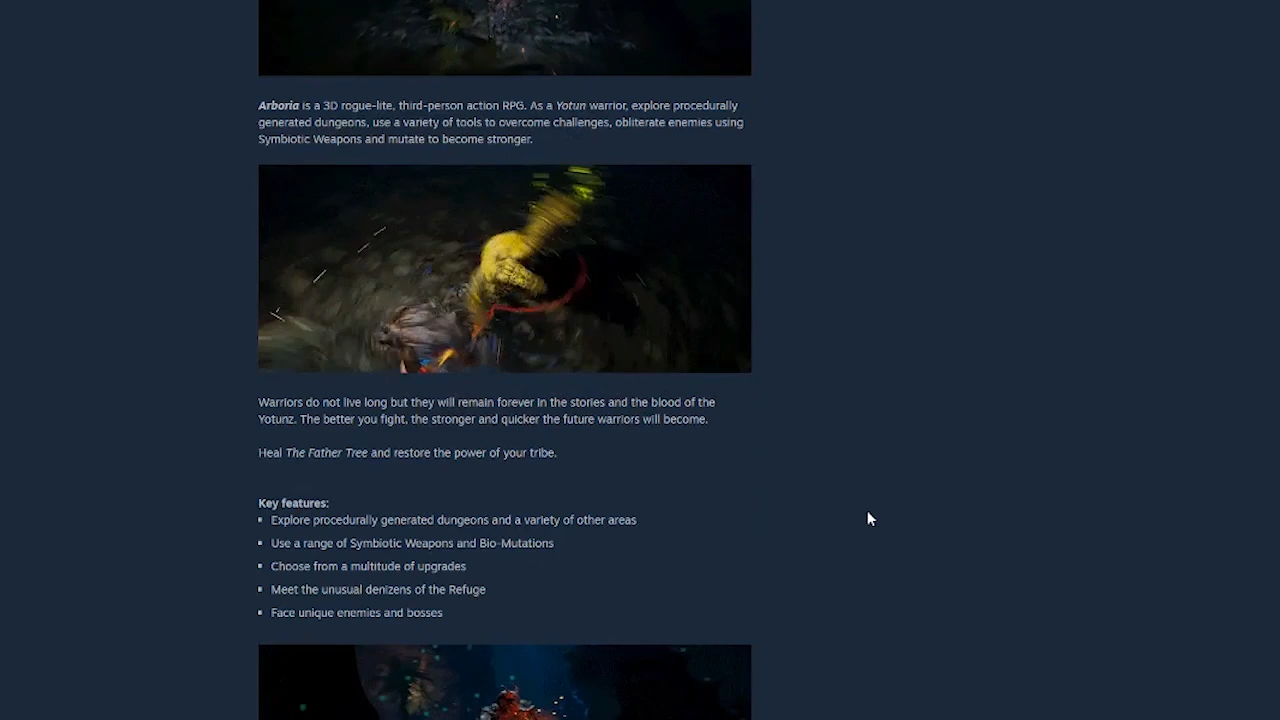 Arboria is a 3D rogue-lite, third-person action RPG. As a Yotun warrior, explore procedurally
generated dungeons, use a variety of tools to overcome challenges, obliterate enemies using
Symbiotic Weapons and mutate to become stronger.
Warriors do not live long but they will remain forever in the stories and the blood of the
Yotunz. The better you fight, the stronger and quicker the future warriors will become.
Heal The Father Tree and restore the power of your tribe.
Key features:
Explore procedurally generated dungeons and a variety of other areas
Use a range of Symbiotic Weapons and Bio-Mutations
Choose from a multitude of upgrades
Meet the unusual denizens of the Refuge
Face unique enemies and bosses